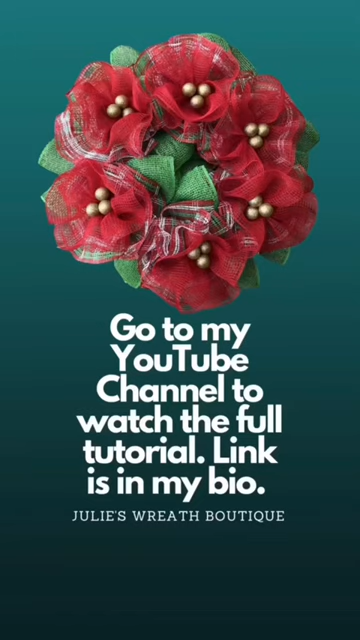 Go to my
YouTube
Channel to
watch the full
tutorial. Link
is in my bio.
JULIE'S WREATH BOUTIQUE